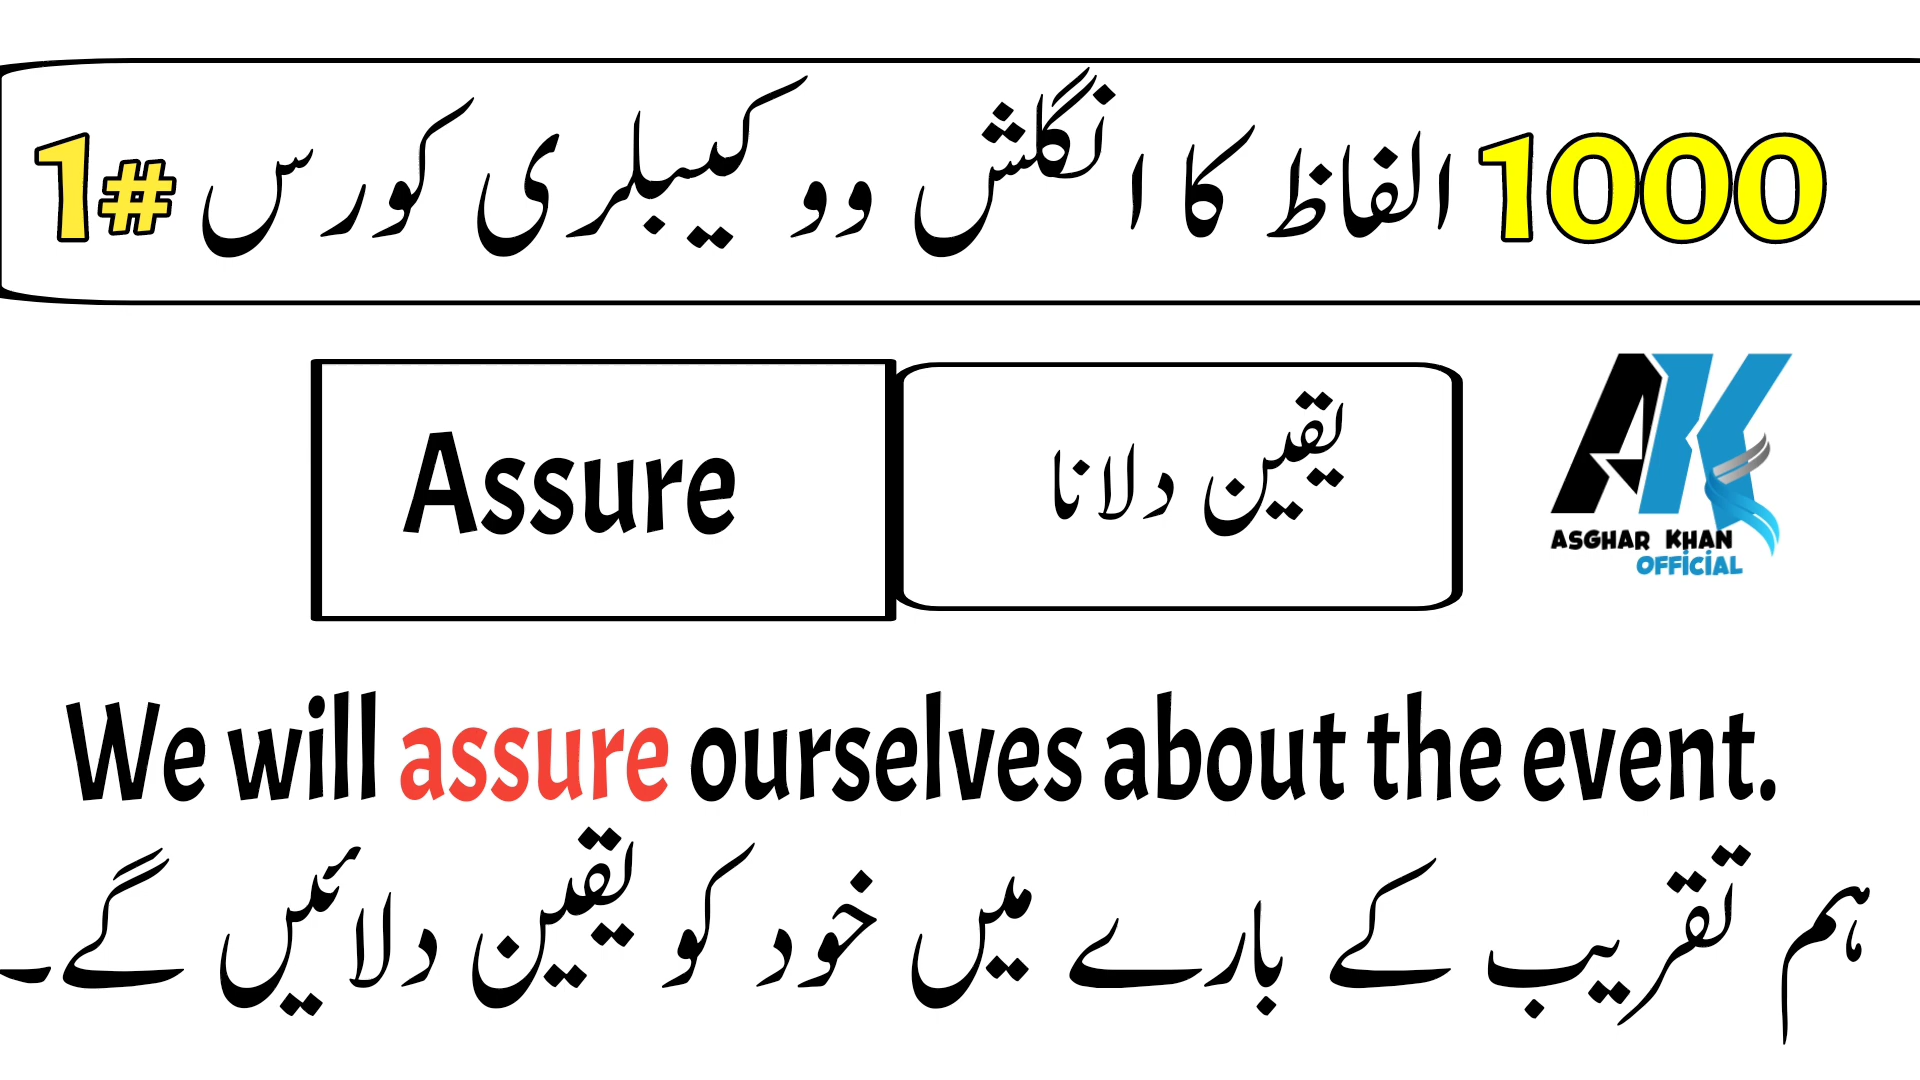 1000 الفاظ کا انگلش ووکیبلری کورس #1
Assure
یقین دلانا
AK
ASGHAR KHAN
OFFICIAL
We will assure ourselves about the event.
ہم تقریب کے بارے میں خود کو یقین دلائیں گے۔